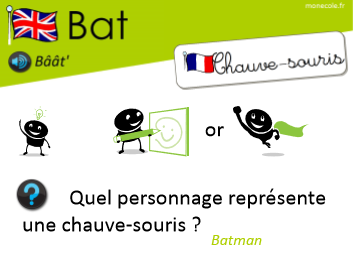 monecole.fr
Bat
Bâât'
Chauve-souris
or
Quel personnage représente
une chauve-souris ?
Batman